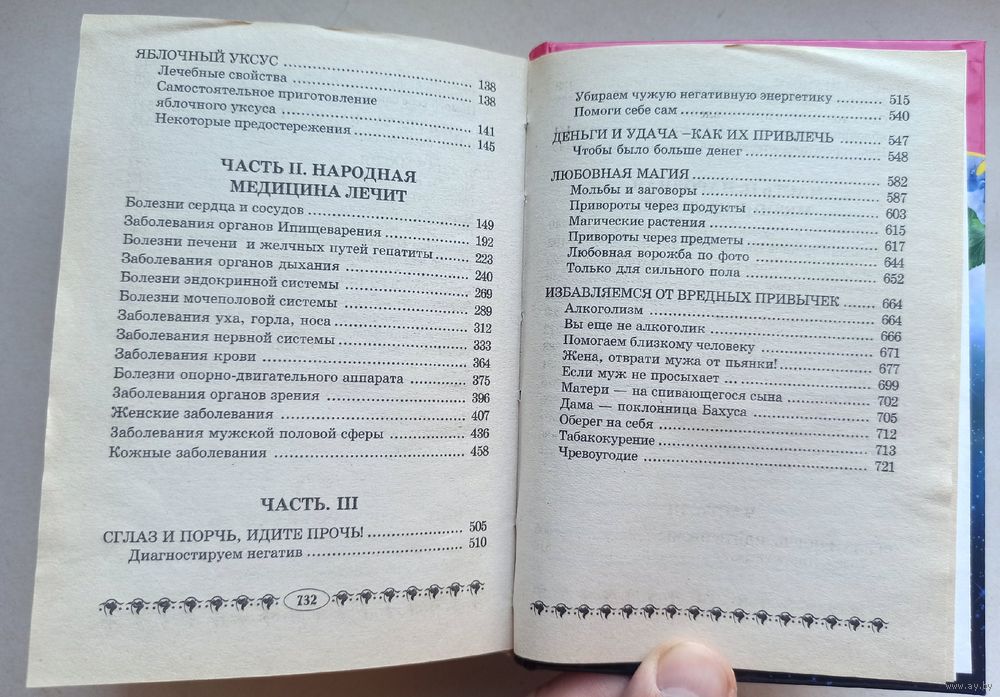 ЯБЛОЧНЫЙ УКСУС ........ 138
Лечебные свойства ........ 138
Самостоятельное приготовление
яблочного уксуса ........ 141
Некоторые предостережения ........ 145
ЧАСТЬ II. НАРОДНАЯ
МЕДИЦИНА ЛЕЧИТ
Болезни сердца и сосудов ........ 149
Заболевания органов Ипищеварения ........ 192
Болезни печени и желчных путей гепатиты ........ 223
Заболевания органов дыхания ........ 240
Болезни эндокринной системы ........ 269
Болезни мочеполовой системы ........ 289
Заболевания уха, горла, носа ........ 312
Заболевания нервной системы ........ 333
Заболевания крови ........ 364
Болезни опорно-двигательного аппарата ........ 375
Заболевания органов зрения ........ 396
Женские заболевания ........ 407
Заболевания мужской половой сферы ........ 436
Кожные заболевания ........ 458
ЧАСТЬ. III
СГЛАЗ И ПОРЧЬ, ИДИТЕ ПРОЧЬ! ........ 505
Диагностируем негатив ........ 510
732
Убираем чужую негативную энергетику ........ 515
Помоги себе сам ........ 540
ДЕНЬГИ И УДАЧА –КАК ИХ ПРИВЛЕЧЬ ........ 547
Чтобы было больше денег ........ 548
ЛЮБОВНАЯ МАГИЯ ........ 582
Мольбы и заговоры ........ 587
Привороты через продукты ........ 603
Магические растения ........ 615
Привороты через предметы ........ 617
Любовная ворожба по фото ........ 644
Только для сильного пола ........ 652
ИЗБАВЛЯЕМСЯ ОТ ВРЕДНЫХ ПРИВЫЧЕК ........ 664
Алкоголизм ........ 664
Вы еще не алкоголик ........ 666
Помогаем близкому человеку ........ 671
Жена, отврати мужа от пьянки! ........ 677
Если муж не просыхает ... ........ 699
Матери — на спивающегося сына ........ 702
Дама — поклонница Бахуса ........ 705
Оберег на себя ........ 712
Табакокурение ........ 713
Чревоугодие ........ 721
www.ay.by